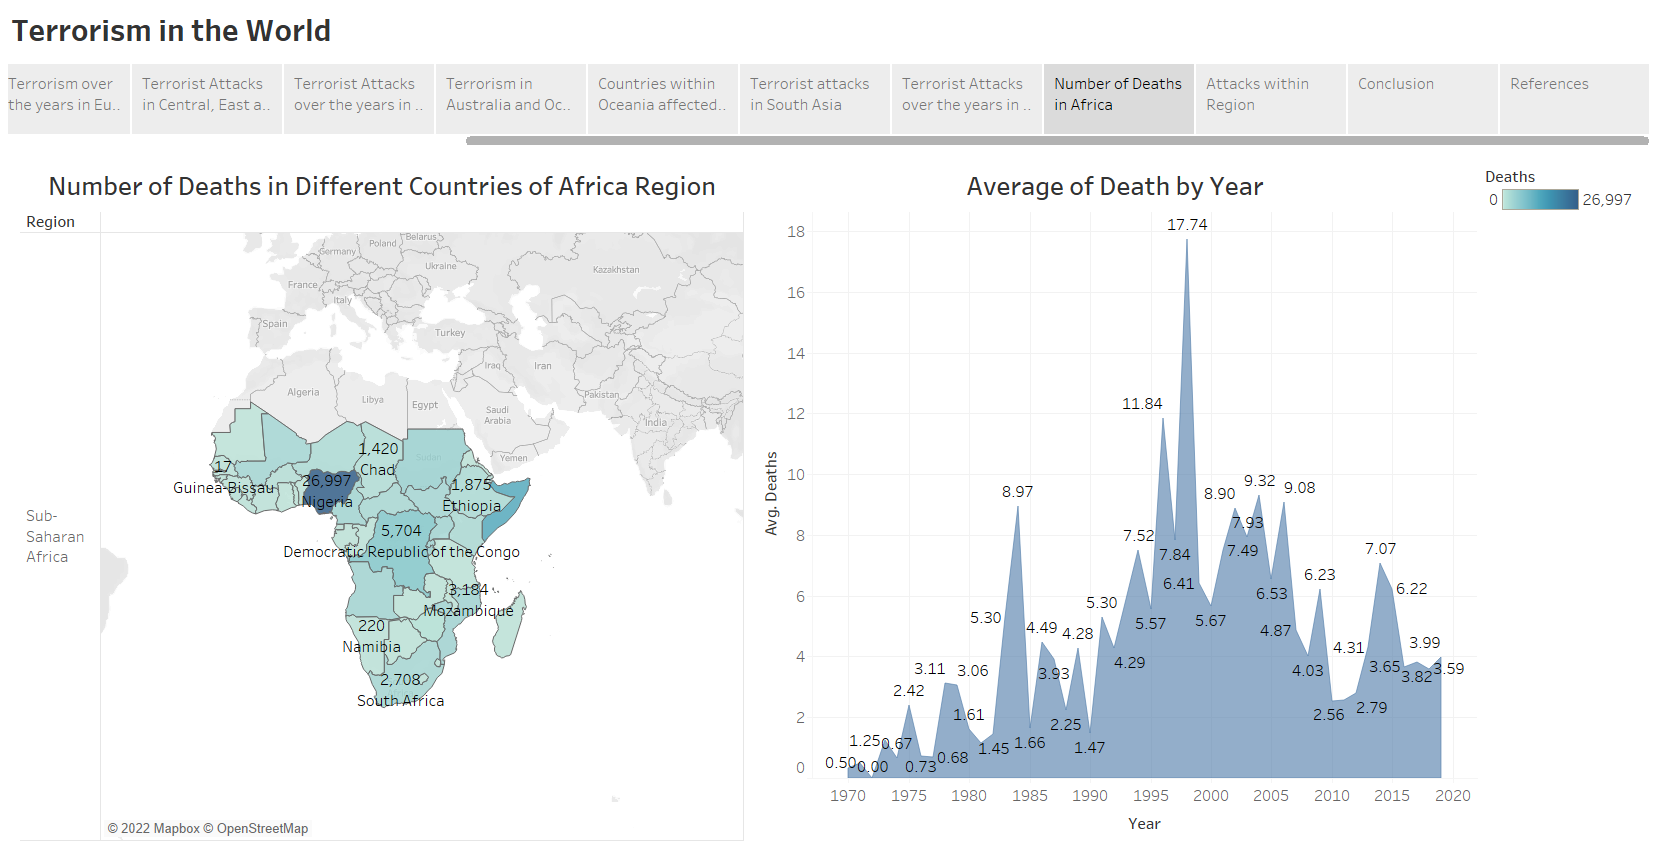 Terrorism in the World
Terrorism over
the years in Eu..
Terrorist Attacks
in Central, East a..
Terrorist Attacks
over the years in ..
Terrorism in
Australia and Oc..
Countries within
Oceania affected..
Terrorist attacks
in South Asia
Terrorist Attacks
over the years in ..
Number of Deaths
in Africa
Attacks within
Region
Conclusion
References
Number of Deaths in Different Countries of Africa Region
Region
Sub-
Saharan
Africa
Belarus
Poland
Germany
Ukraine
Kazakhstan
France
Italy
Spain
Turkey
Iraq
Iran
Algeria
Libya
Egypt
Pakistan
Saudi
Arabia
India
Yemen
Sudan
1,420
Chad
17
Guinea-Bissau
26,997
Nigeria
1,875
Ethiopia
5,704
Democratic Republic of the Congo
3,184
Mozambique
220
Namibia
2,708
South Africa
© 2022 Mapbox © OpenStreetMap
Average of Death by Year
Avg. Deaths
18
16
14
12
10
8
6
4
2
0
0.50
0.00
1.25
0.67
2.42
0.73
0.68
3.11
3.06
1.61
1.45
5.30
8.97
1.66
4.49
3.93
2.25
4.28
1.47
5.30
4.29
7.52
5.57
11.84
7.84
17.74
6.41
5.67
7.49
8.90
7.93
9.32
6.53
9.08
4.87
4.03
6.23
2.56
2.79
4.31
7.07
6.22
3.65
3.82
3.59
3.99
1970
1975
1980
1985
1990
1995
2000
2005
2010
2015
2020
Year
Deaths
0
26,997